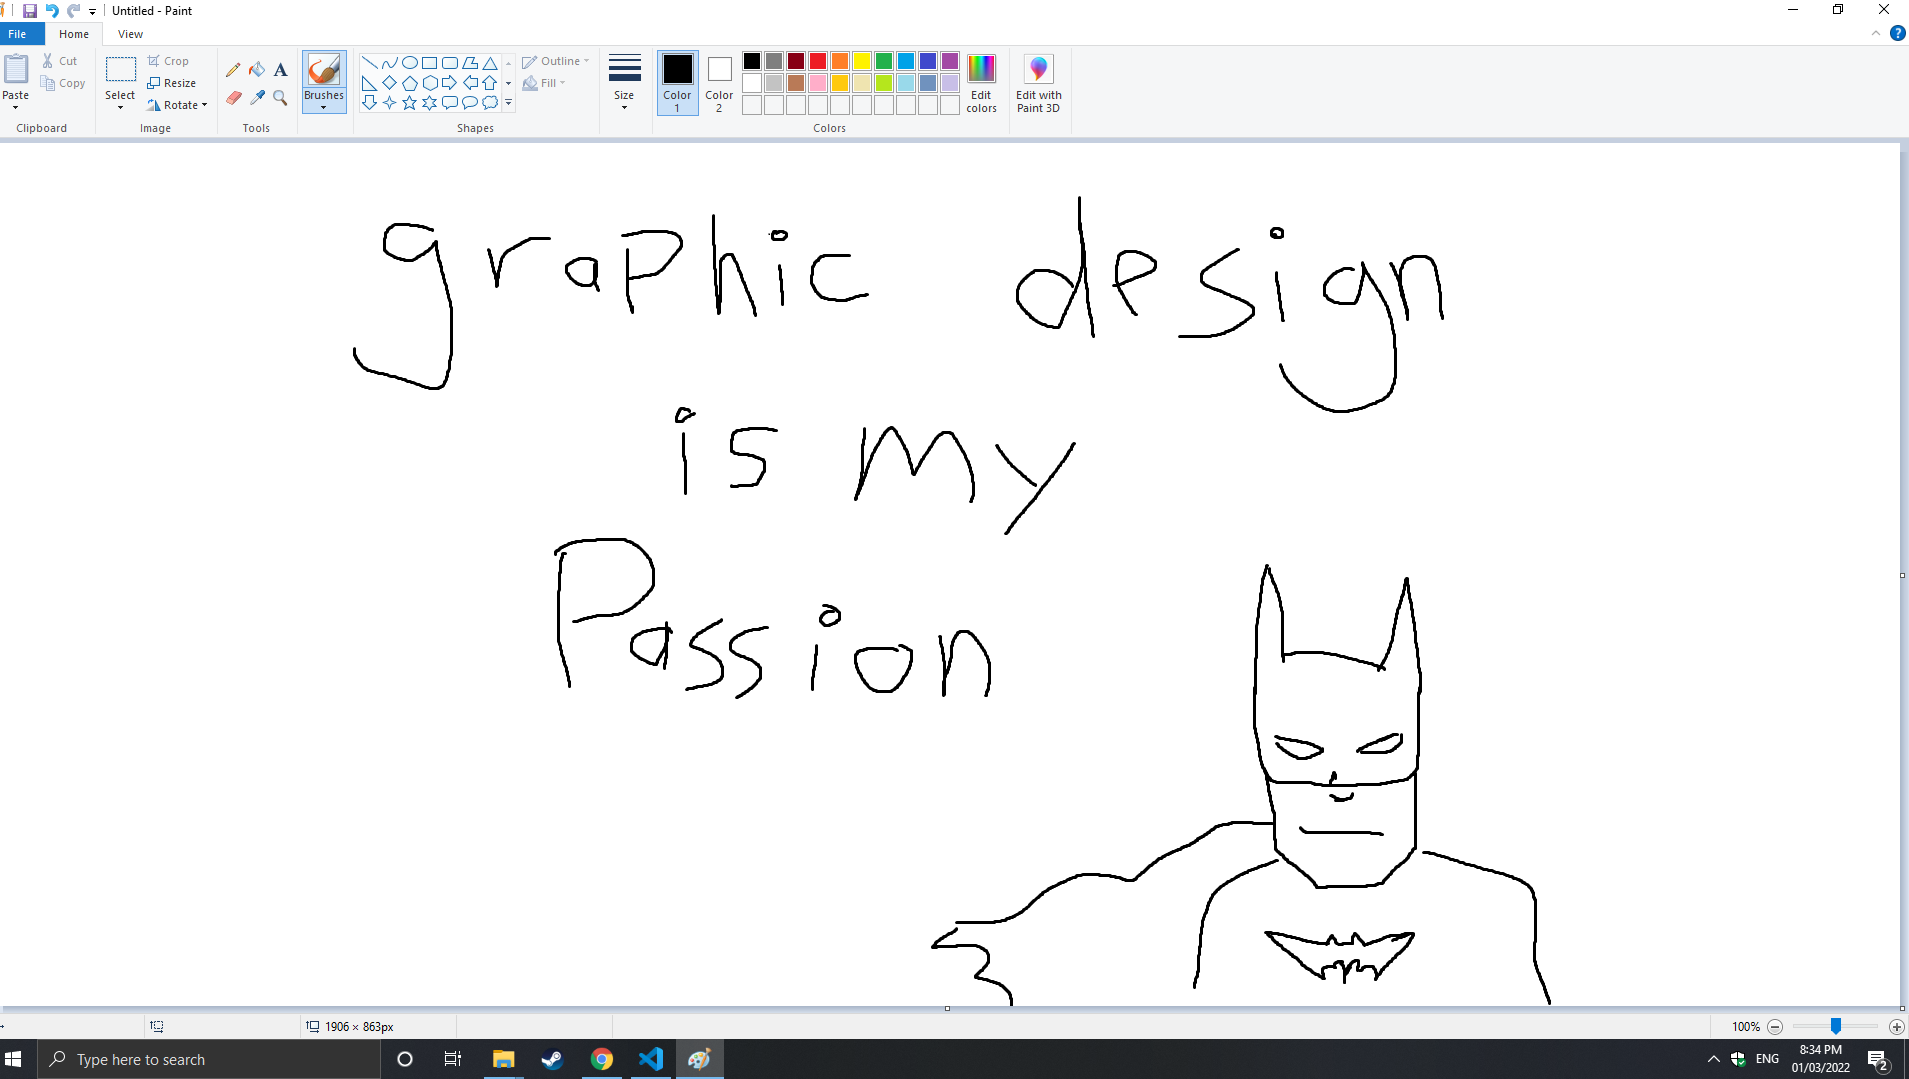 Untitled - Paint
File Home View
Paste
Cut
Copy
Clipboard
Select
Crop
Resize
Rotate
Image
A
Tools
Brushes
Outline
Fill
Shapes
Size
Color 1
Color 2
Edit colors
Colors
Edit with Paint 3D
?
graphic design
is my
Passion
1906 × 863px
100%
Type here to search
ENG
8:34 PM
01/03/2022
2